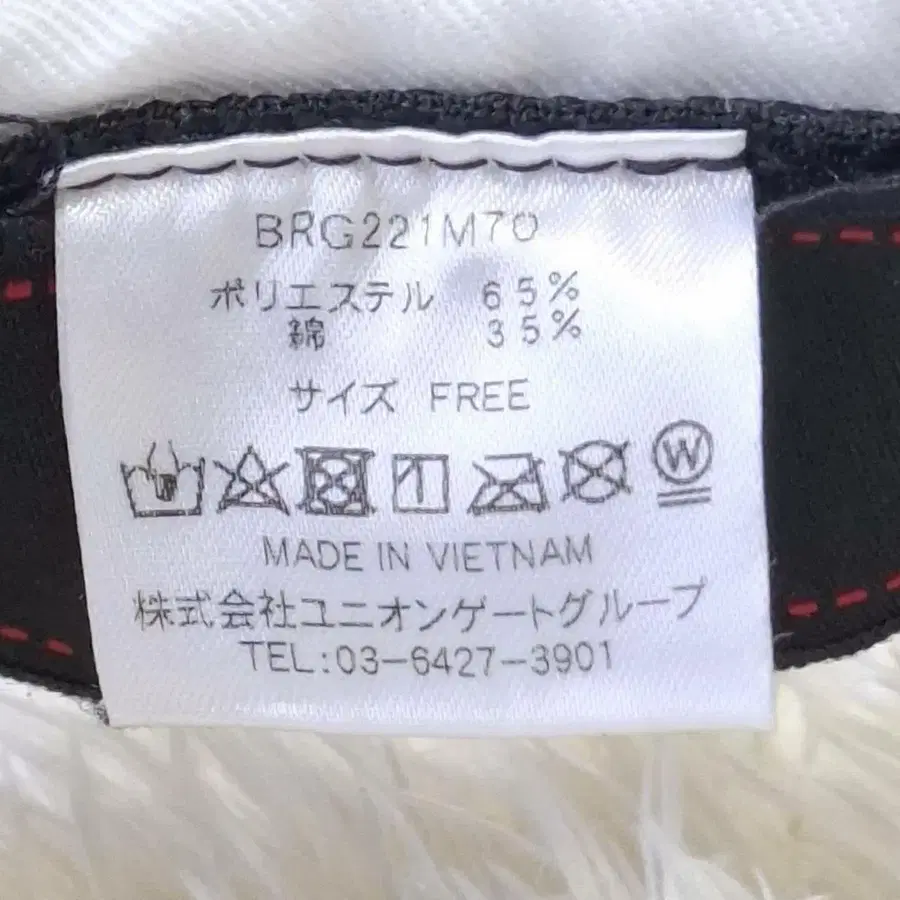 BRG221M70
ポリエステル 65%
綿 35%
サイズ FREE
W
MADE IN VIETNAM
株式会社ユニオンゲートグループ
TEL:03-6427-3901